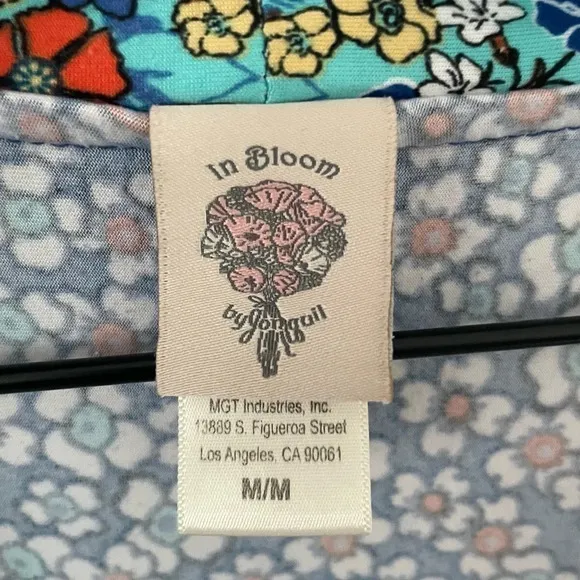 In Bloom
by Jonquil
MGT Industries, Inc.
13889 S. Figueroa Street
Los Angeles, CA 90061
M/M